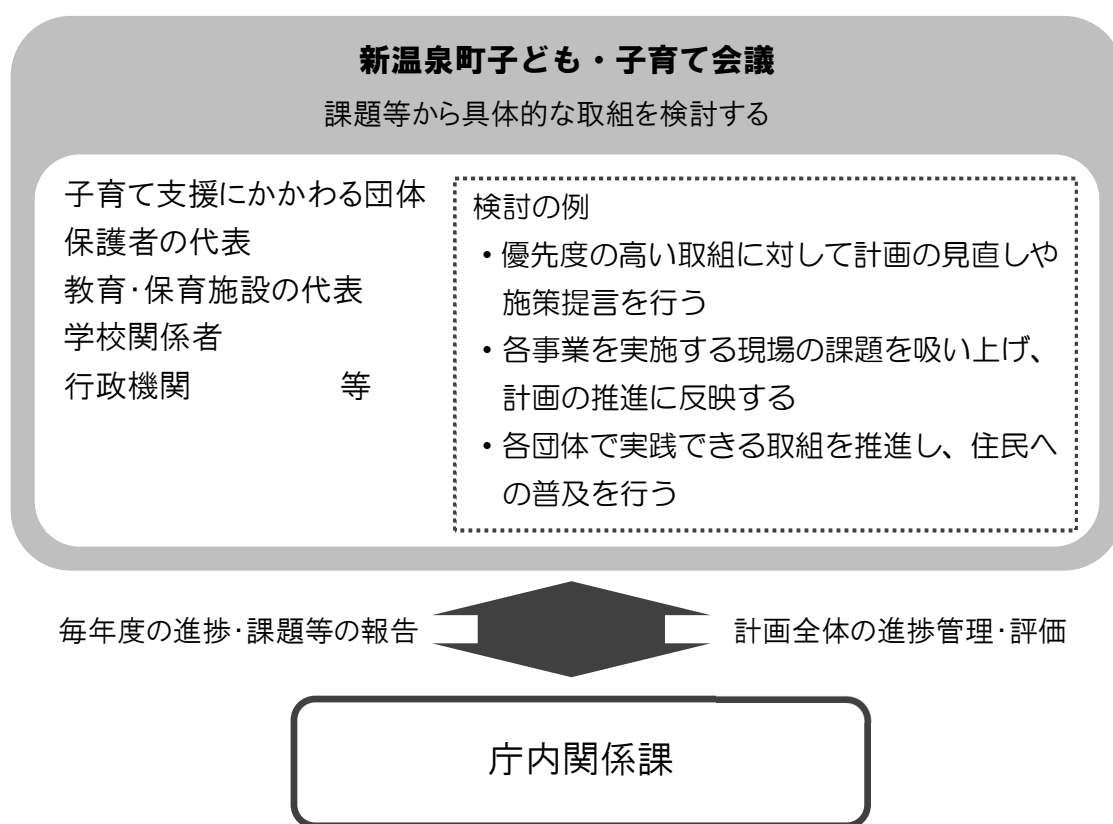 新温泉町子ども・子育て会議
課題等から具体的な取組を検討する
子育て支援にかかわる団体
保護者の代表
教育・保育施設の代表
学校関係者
行政機関　　　　　等
検討の例
・優先度の高い取組に対して計画の見直しや
施策提言を行う
・各事業を実施する現場の課題を吸い上げ、
計画の推進に反映する
・各団体で実践できる取組を推進し、住民へ
の普及を行う
毎年度の進捗・課題等の報告
計画全体の進捗管理・評価
庁内関係課